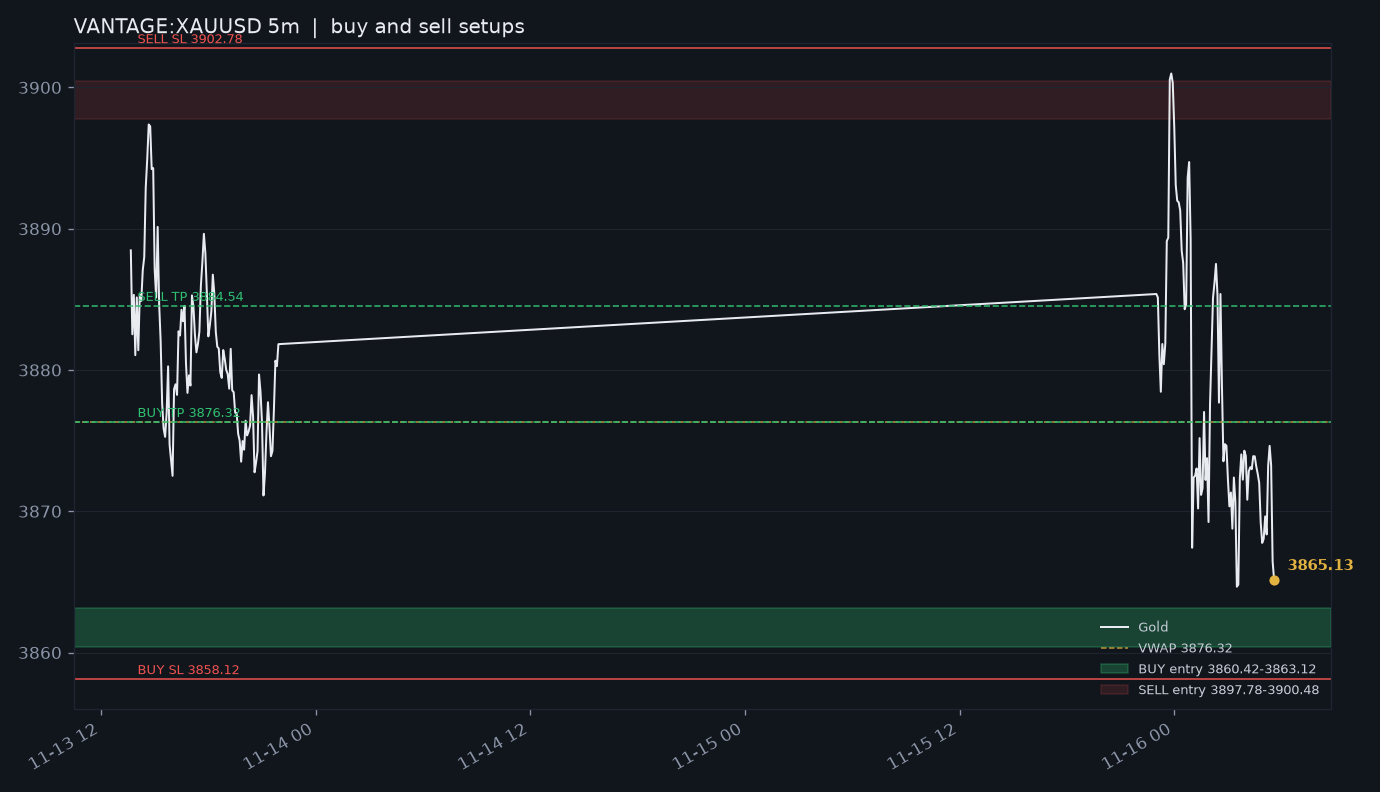 VANTAGE:XAUUSD 5m | buy and sell setups
SELL SL 3902.78
3900
3890
SELL TP 3884.54
3880
BUY TP 3876.32
3870
3865.13
3860
BUY SL 3858.12
Gold
VWAP 3876.32
BUY entry 3860.42-3863.12
SELL entry 3897.78-3900.48
11-13 12
11-14 00
11-14 12
11-15 00
11-15 12
11-16 00